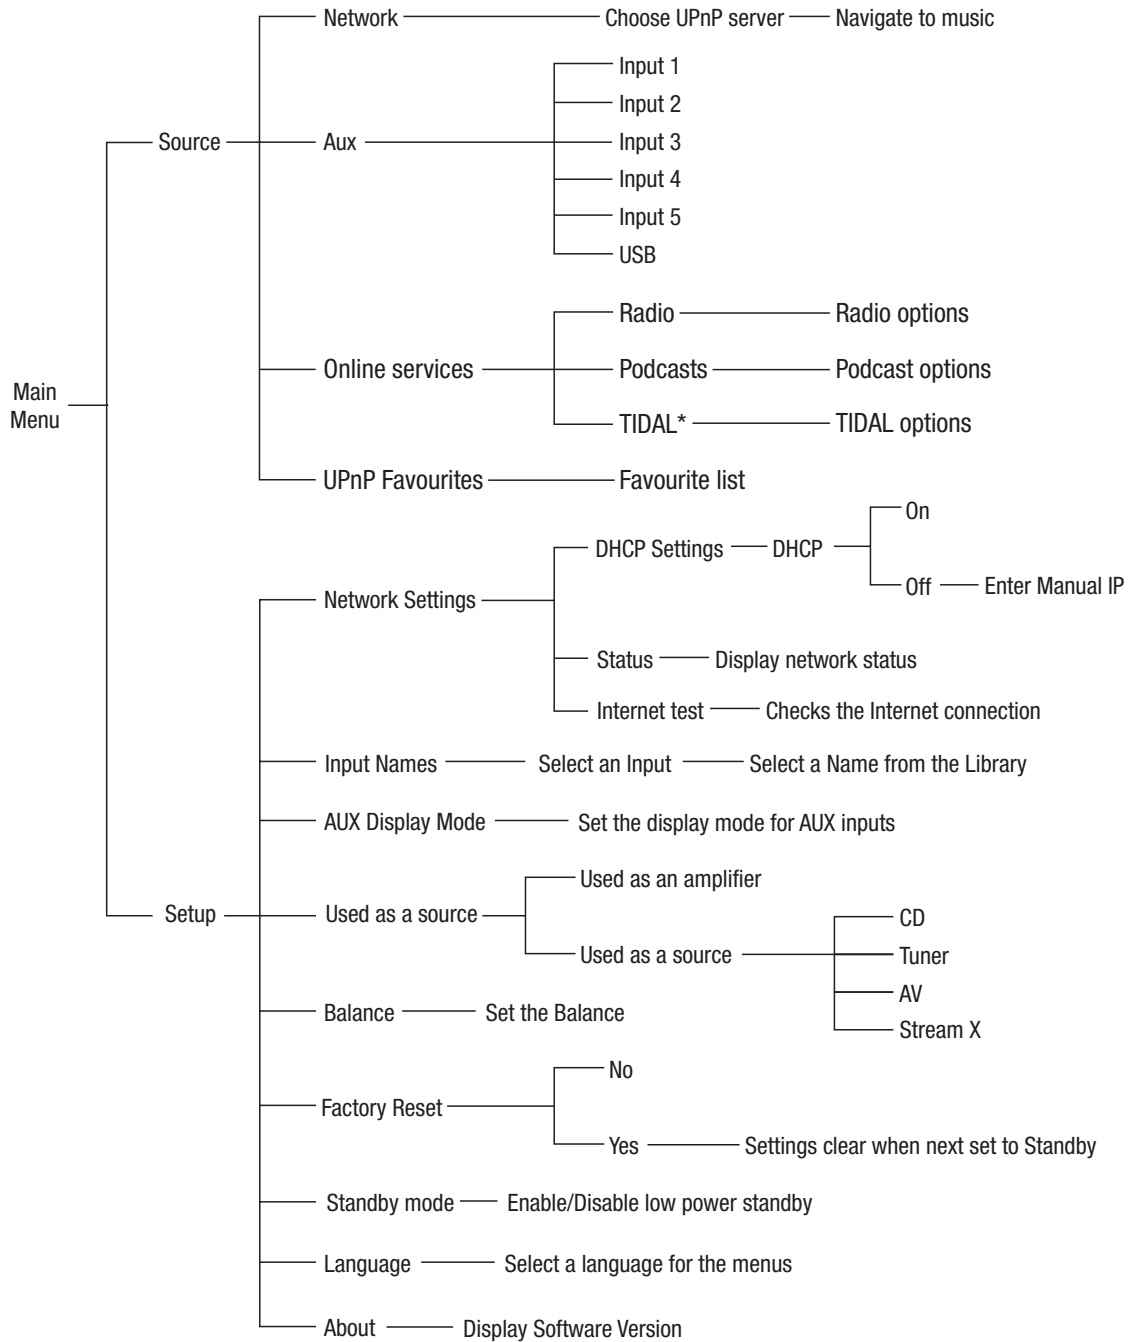 Network
Choose UPnP server
Navigate to music
Input 1
Input 2
Source
Aux
Input 3
Input 4
Input 5
USB
Radio
Radio options
Online services
Podcasts
Podcast options
Main
Menu
TIDAL*
TIDAL options
UPnP Favourites
Favourite list
On
DHCP Settings
DHCP
Off
Enter Manual IP
Network Settings
Status
Display network status
Internet test
Checks the Internet connection
Input Names
Select an Input
Select a Name from the Library
AUX Display Mode
Set the display mode for AUX inputs
Used as an amplifier
Setup
Used as a source
CD
Used as a source
Tuner
AV
Stream X
Balance
Set the Balance
No
Factory Reset
Yes
Settings clear when next set to Standby
Standby mode
Enable/Disable low power standby
Language
Select a language for the menus
About
Display Software Version